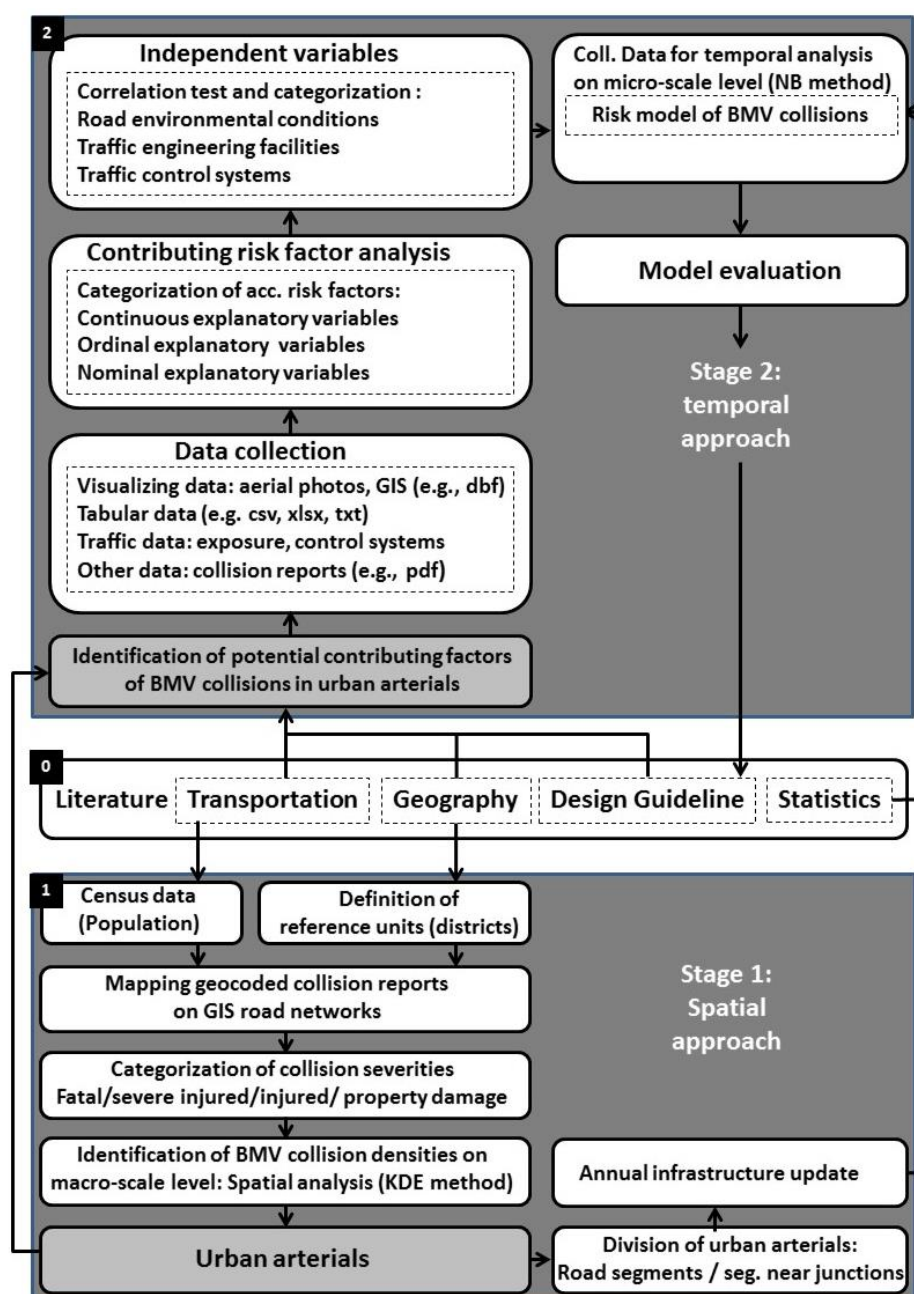 2
Independent variables
Correlation test and categorization :
Road environmental conditions
Traffic engineering facilities
Traffic control systems
Coll. Data for temporal analysis
on micro-scale level (NB method)
Risk model of BMV collisions
Contributing risk factor analysis
Categorization of acc. risk factors:
Continuous explanatory variables
Ordinal explanatory variables
Nominal explanatory variables
Model evaluation
Stage 2:
temporal
approach
Data collection
Visualizing data: aerial photos, GIS (e.g., dbf)
Tabular data (e.g. csv, xlsx, txt)
Traffic data: exposure, control systems
Other data: collision reports (e.g., pdf)
Identification of potential contributing factors
of BMV collisions in urban arterials
0
Literature Transportation Geography Design Guideline Statistics
1
Census data
(Population)
Definition of
reference units (districts)
Mapping geocoded collision reports
on GIS road networks
Stage 1:
Spatial
approach
Categorization of collision severities
Fatal/severe injured/injured/ property damage
Identification of BMV collision densities on
macro-scale level: Spatial analysis (KDE method)
Annual infrastructure update
Urban arterials
Division of urban arterials:
Road segments / seg. near junctions